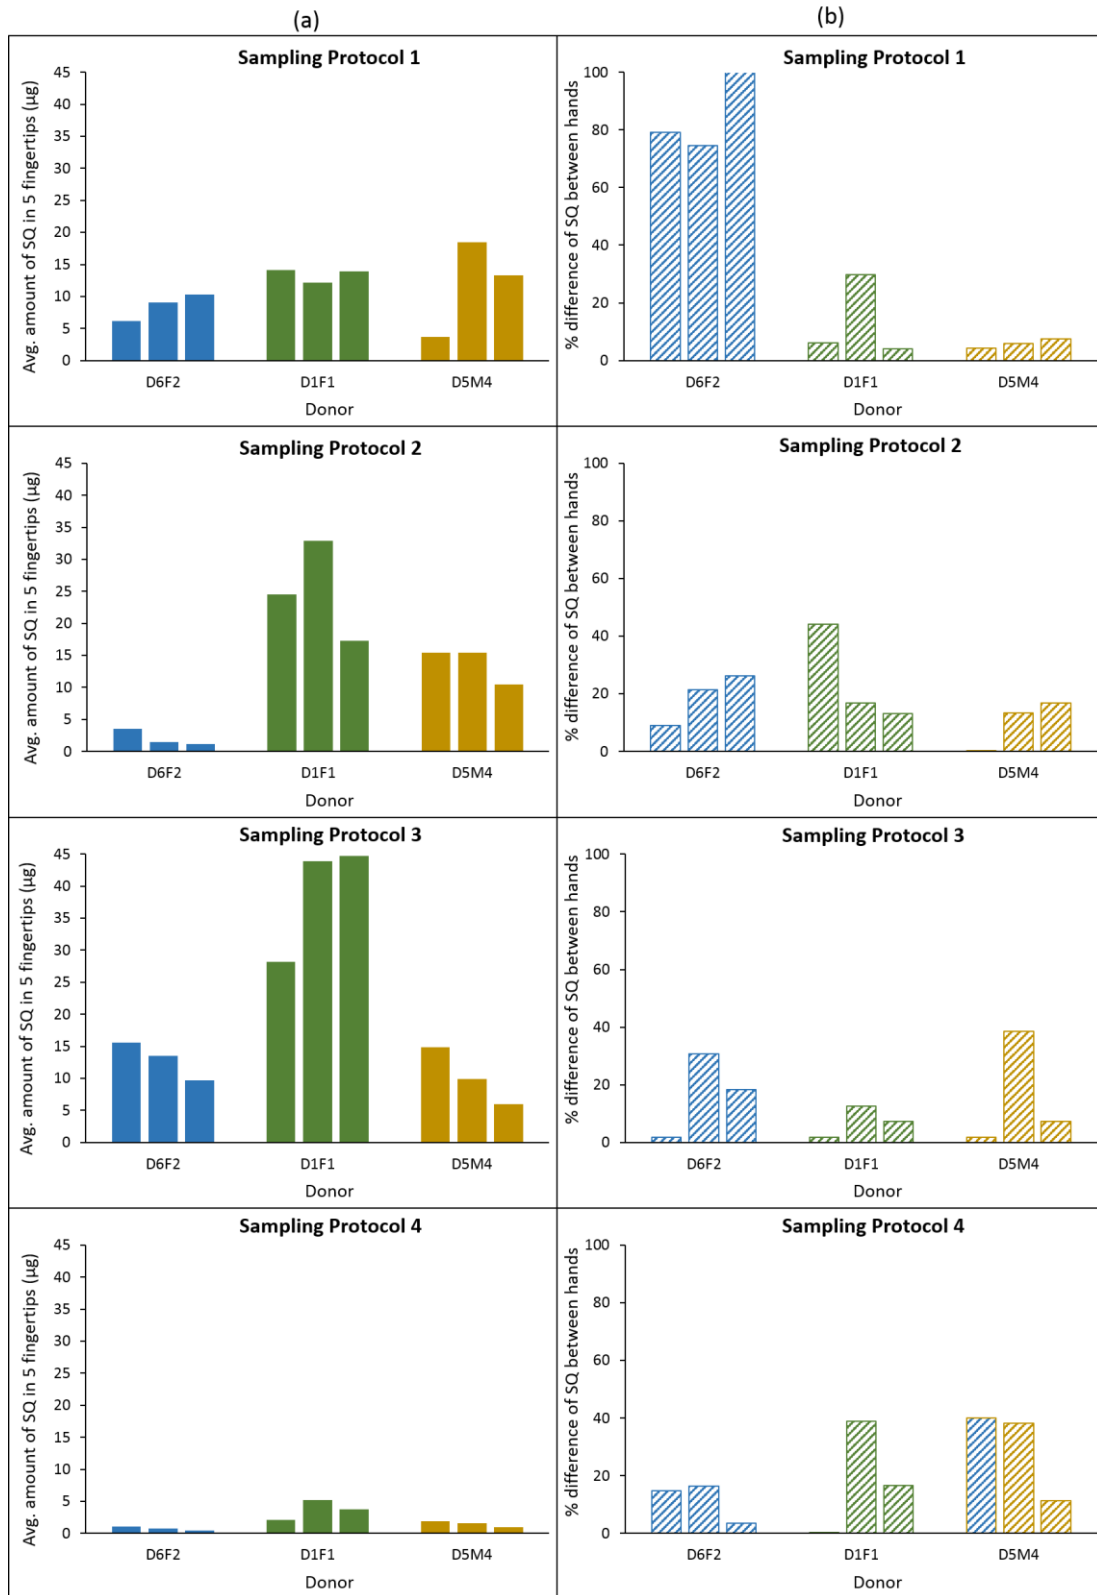 (a)
(b)
Sampling Protocol 1
Avg. amount of SQ in 5 fingertips (µg)
45
40
35
30
25
20
15
10
5
0
D6F2 D1F1 D5M4
Donor
Sampling Protocol 1
% difference of SQ between hands
100
80
60
40
20
0
D6F2 D1F1 D5M4
Donor
Sampling Protocol 2
Avg. amount of SQ in 5 fingertips (µg)
45
40
35
30
25
20
15
10
5
0
D6F2 D1F1 D5M4
Donor
Sampling Protocol 2
% difference of SQ between hands
100
80
60
40
20
0
D6F2 D1F1 D5M4
Donor
Sampling Protocol 3
Avg. amount of SQ in 5 fingertips (µg)
45
40
35
30
25
20
15
10
5
0
D6F2 D1F1 D5M4
Donor
Sampling Protocol 3
% difference of SQ between hands
100
80
60
40
20
0
D6F2 D1F1 D5M4
Donor
Sampling Protocol 4
Avg. amount of SQ in 5 fingertips (µg)
45
40
35
30
25
20
15
10
5
0
D6F2 D1F1 D5M4
Donor
Sampling Protocol 4
% difference of SQ between hands
100
80
60
40
20
0
D6F2 D1F1 D5M4
Donor